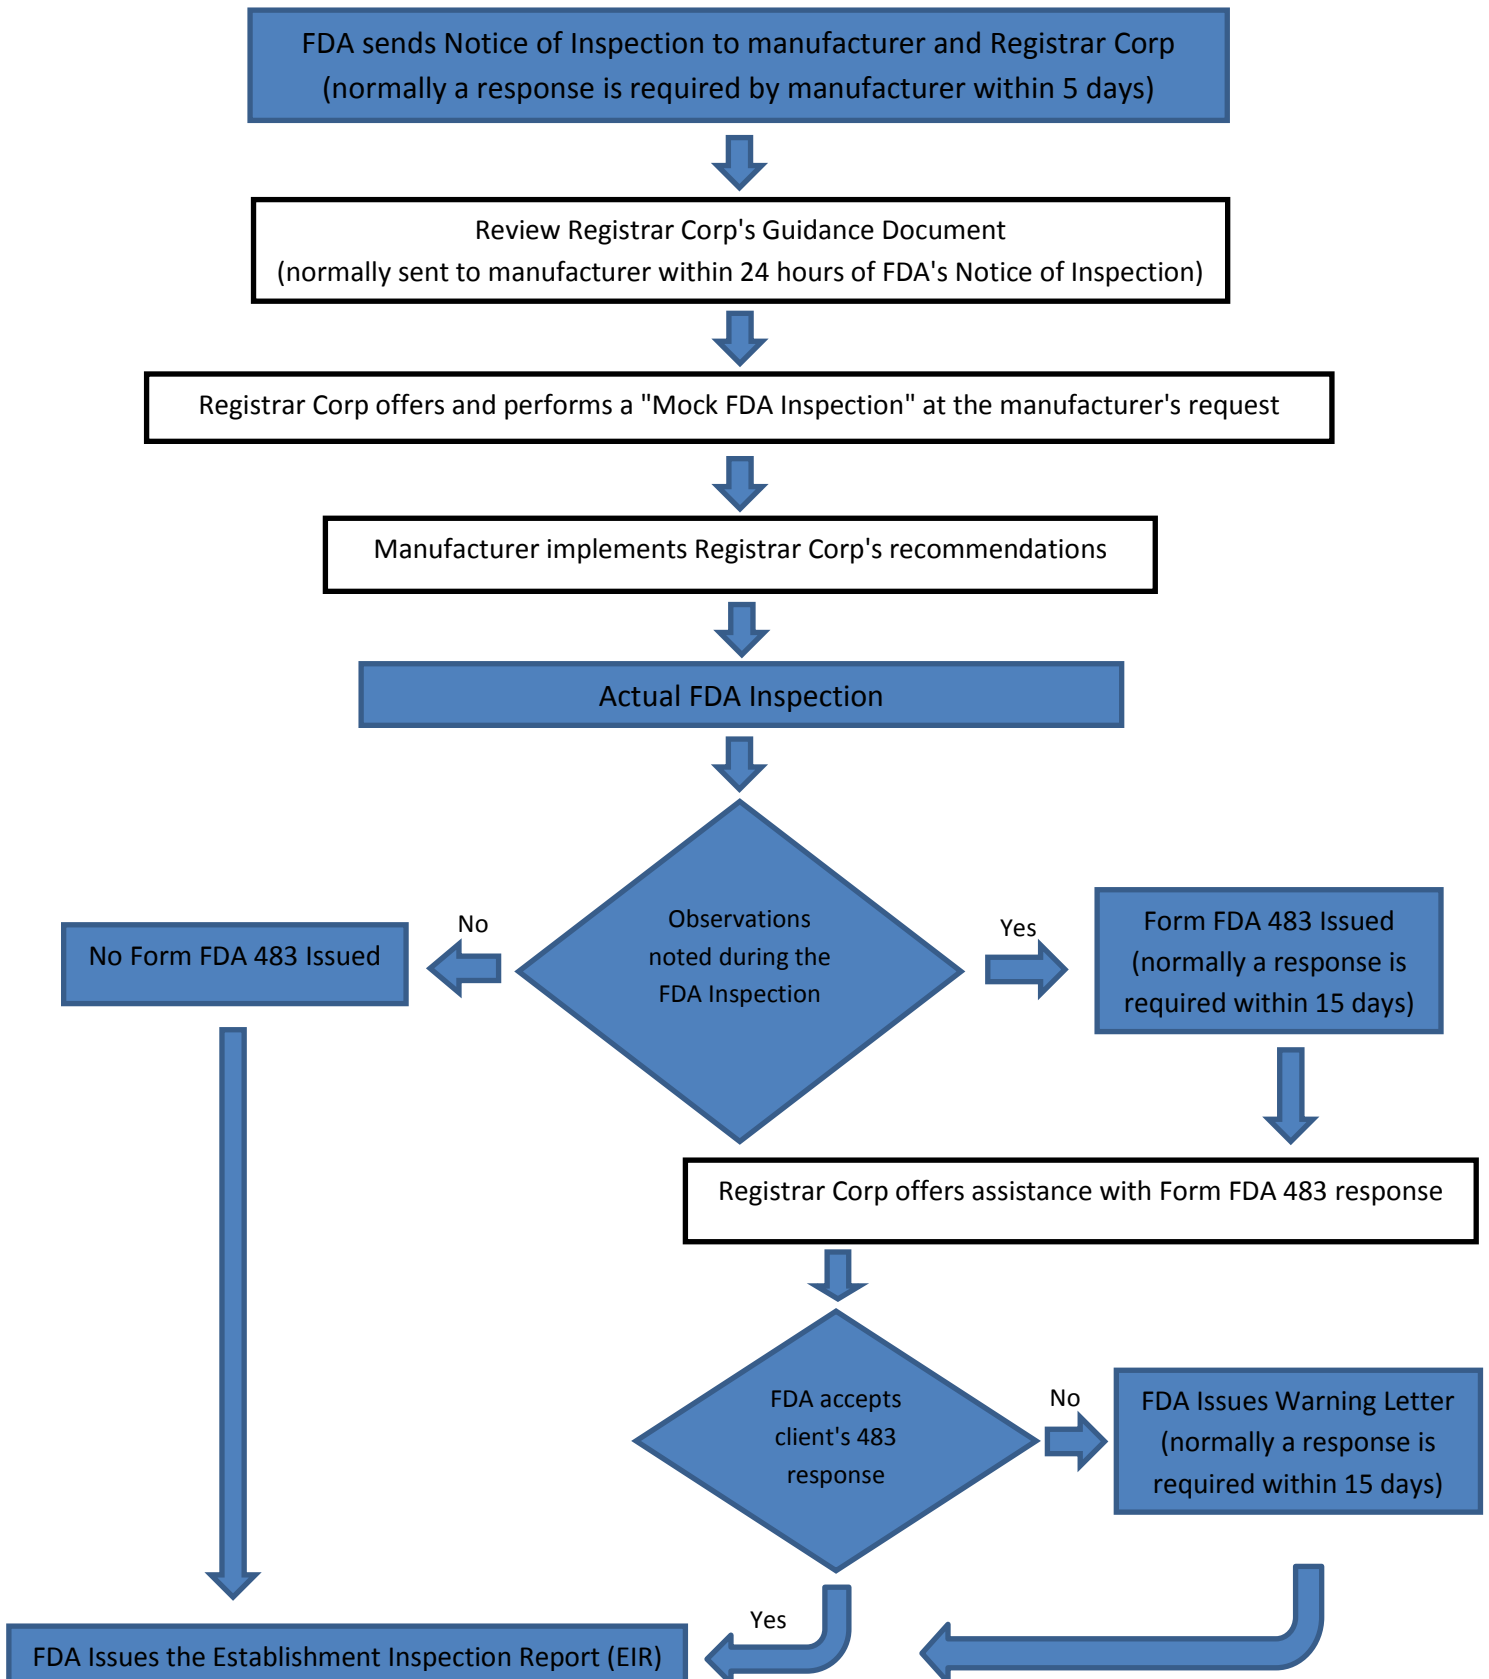 FDA sends Notice of Inspection to manufacturer and Registrar Corp
(normally a response is required by manufacturer within 5 days)
Review Registrar Corp's Guidance Document
(normally sent to manufacturer within 24 hours of FDA's Notice of Inspection)
Registrar Corp offers and performs a "Mock FDA Inspection" at the manufacturer's request
Manufacturer implements Registrar Corp's recommendations
Actual FDA Inspection
Observations
noted during the
FDA Inspection
No
No Form FDA 483 Issued
Yes
Form FDA 483 Issued
(normally a response is
required within 15 days)
Registrar Corp offers assistance with Form FDA 483 response
FDA accepts
client's 483
response
No
FDA Issues Warning Letter
(normally a response is
required within 15 days)
Yes
FDA Issues the Establishment Inspection Report (EIR)